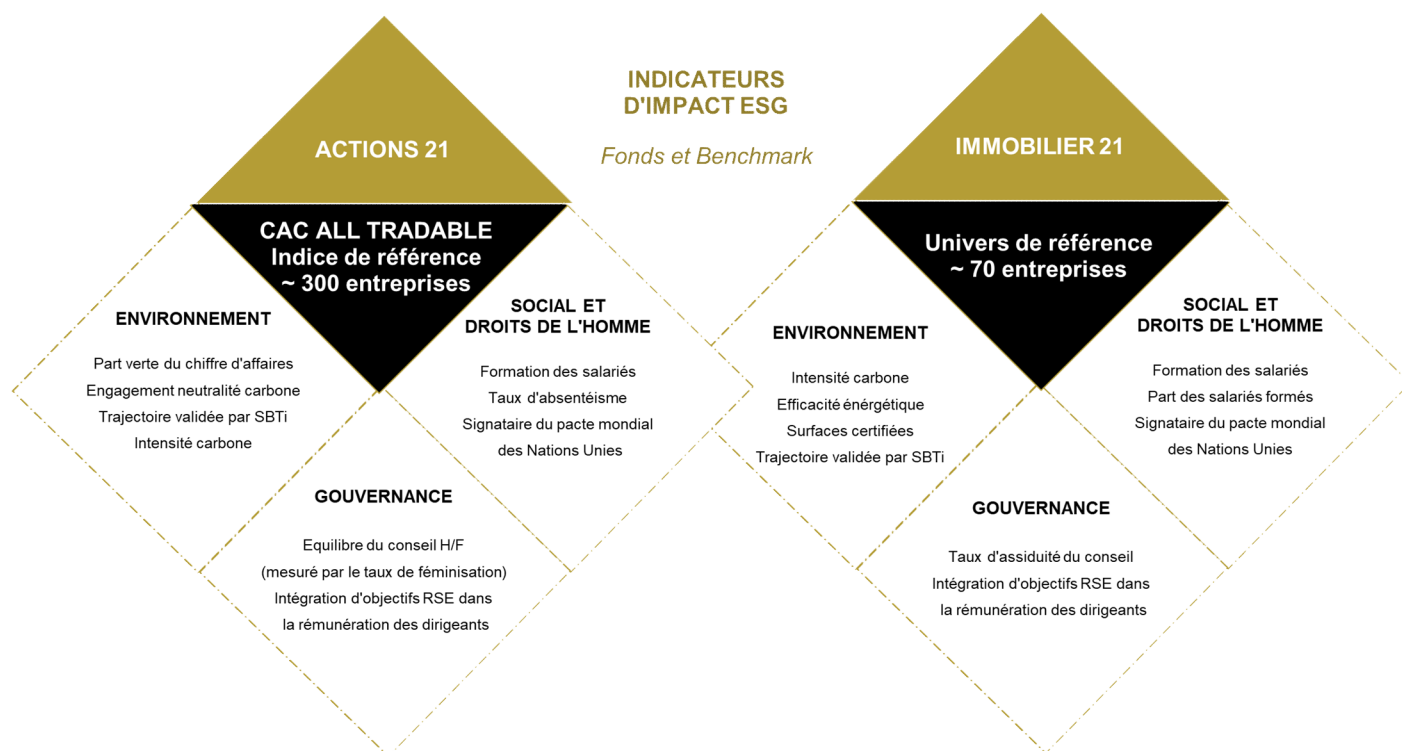 INDICATEURS
D'IMPACT ESG
Fonds et Benchmark
ACTIONS 21
CAC ALL TRADABLE
Indice de référence
~ 300 entreprises
ENVIRONNEMENT
Part verte du chiffre d'affaires
Engagement neutralité carbone
Trajectoire validée par SBTi
Intensité carbone
SOCIAL ET
DROITS DE L'HOMME
Formation des salariés
Taux d'absentéisme
Signataire du pacte mondial
des Nations Unies
GOUVERNANCE
Equilibre du conseil H/F
(mesuré par le taux de féminisation)
Intégration d'objectifs RSE dans
la rémunération des dirigeants
IMMOBILIER 21
Univers de référence
~ 70 entreprises
ENVIRONNEMENT
Intensité carbone
Efficacité énergétique
Surfaces certifiées
Trajectoire validée par SBTi
SOCIAL ET
DROITS DE L'HOMME
Formation des salariés
Part des salariés formés
Signataire du pacte mondial
des Nations Unies
GOUVERNANCE
Taux d'assiduité du conseil
Intégration d'objectifs RSE dans
la rémunération des dirigeants